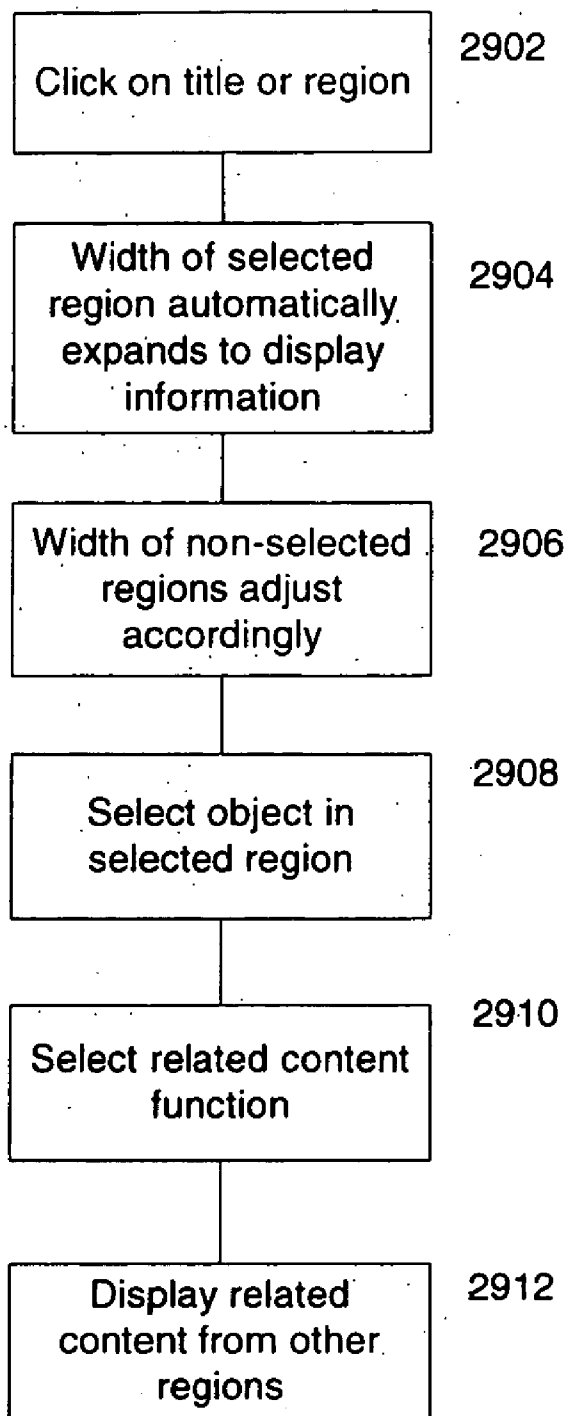 2902
Click on title or region
2904
Width of selected
region automatically
expands to display
information
2906
Width of non-selected
regions adjust
accordingly
2908
Select object in
selected region
2910
Select related content
function
2912
Display related
content from other
regions